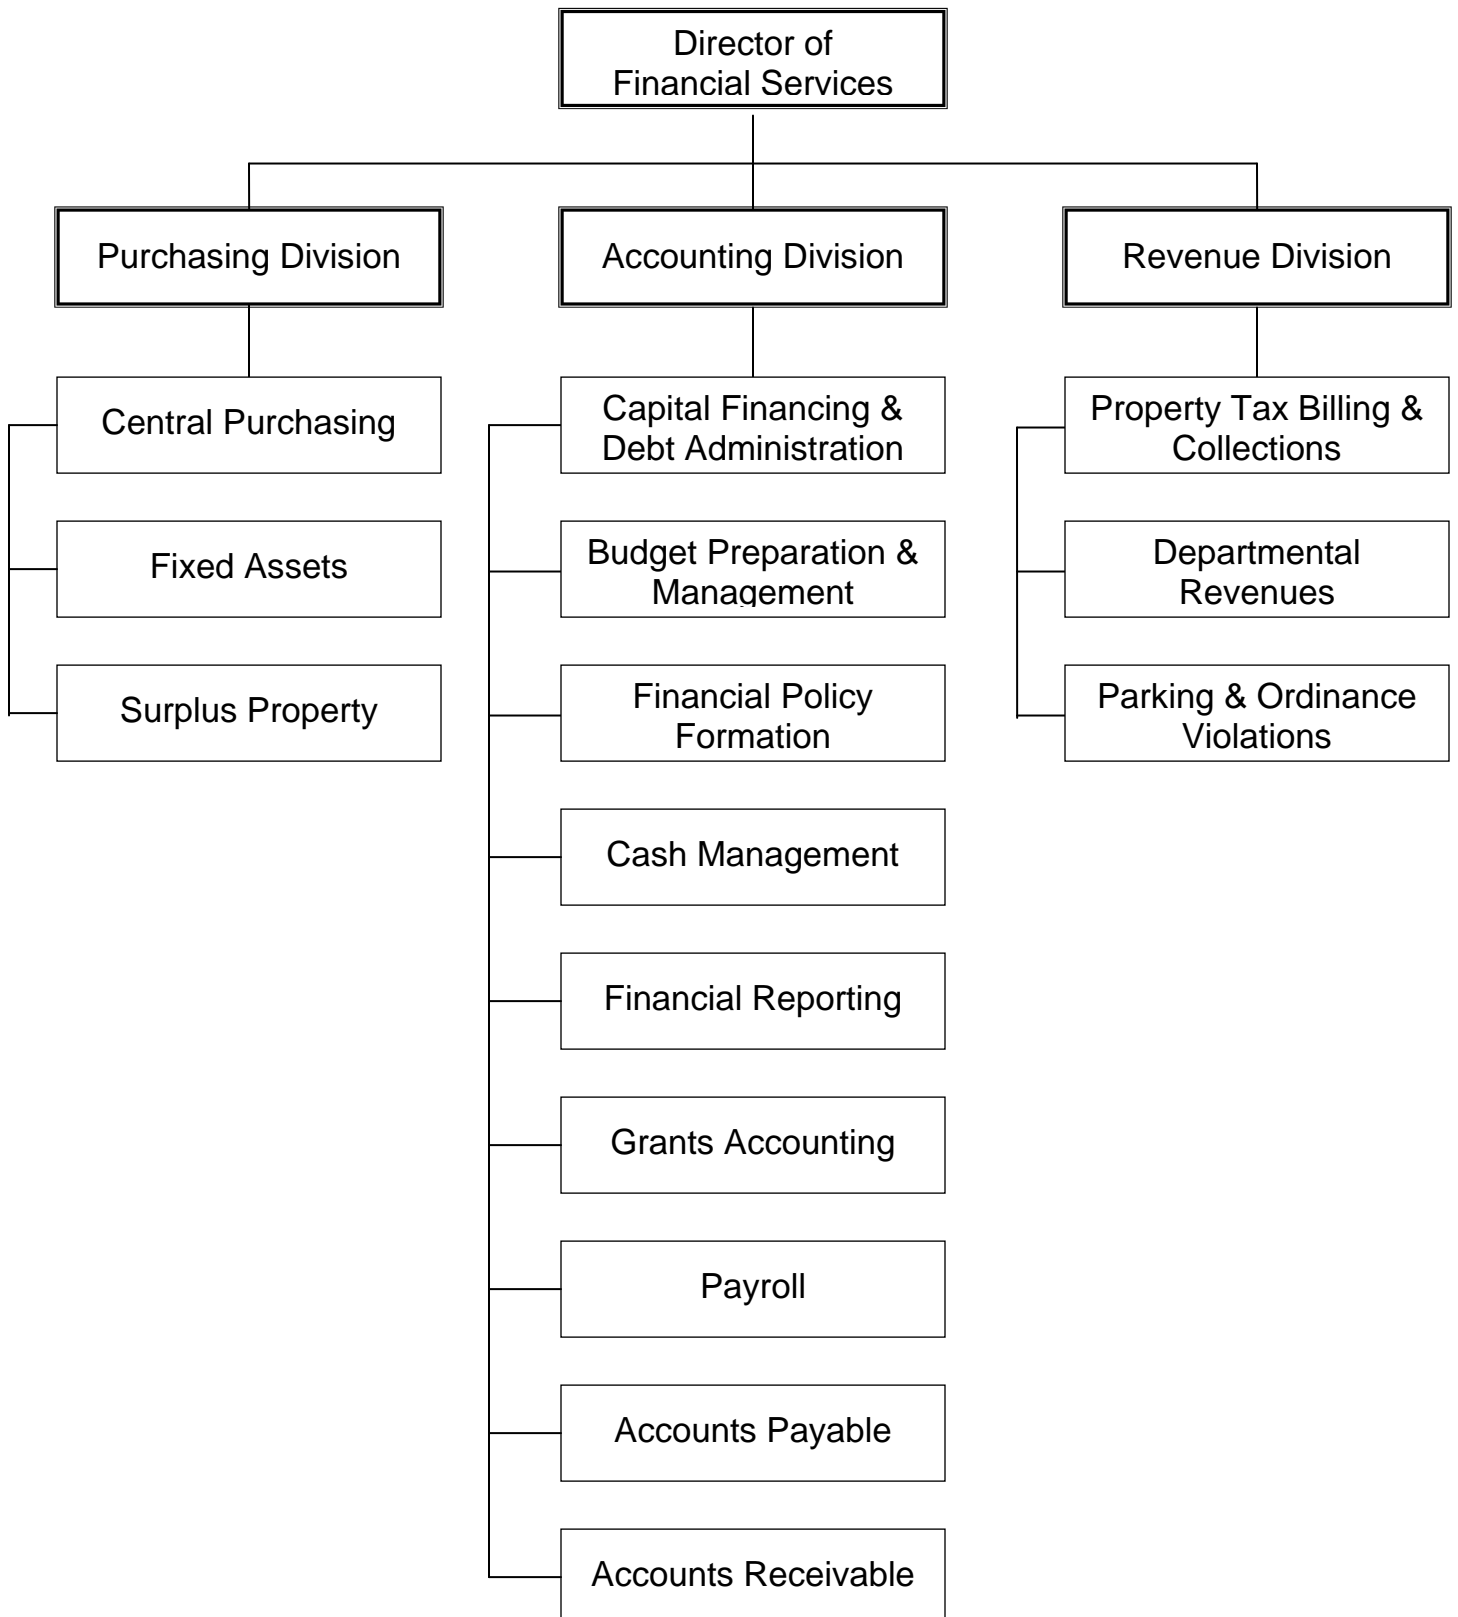 Director of
Financial Services
Purchasing Division
Accounting Division
Revenue Division
Central Purchasing
Fixed Assets
Surplus Property
Capital Financing &
Debt Administration
Budget Preparation &
Management
Financial Policy
Formation
Cash Management
Financial Reporting
Grants Accounting
Payroll
Accounts Payable
Accounts Receivable
Property Tax Billing &
Collections
Departmental
Revenues
Parking & Ordinance
Violations